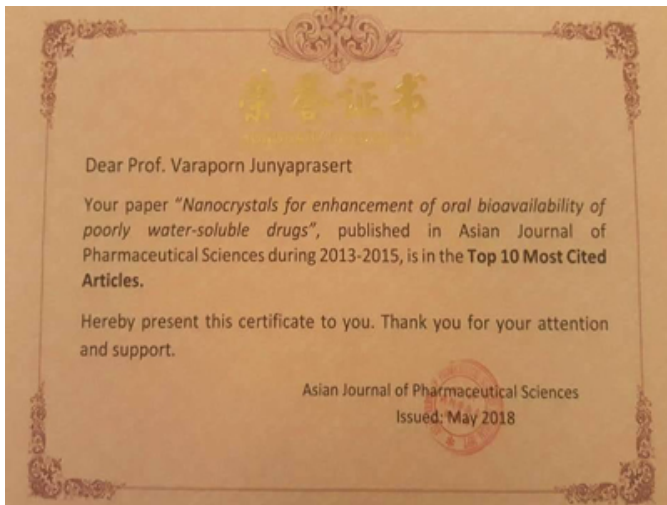 荣誉证书
Dear Prof. Varaporn Junyaprasert
Your paper “Nanocrystals for enhancement of oral bioavailability of
poorly water-soluble drugs”, published in Asian Journal of
Pharmaceutical Sciences during 2013-2015, is in the Top 10 Most Cited
Articles.
Hereby present this certificate to you. Thank you for your attention
and support.
Asian Journal of Pharmaceutical Sciences
Issued: May 2018